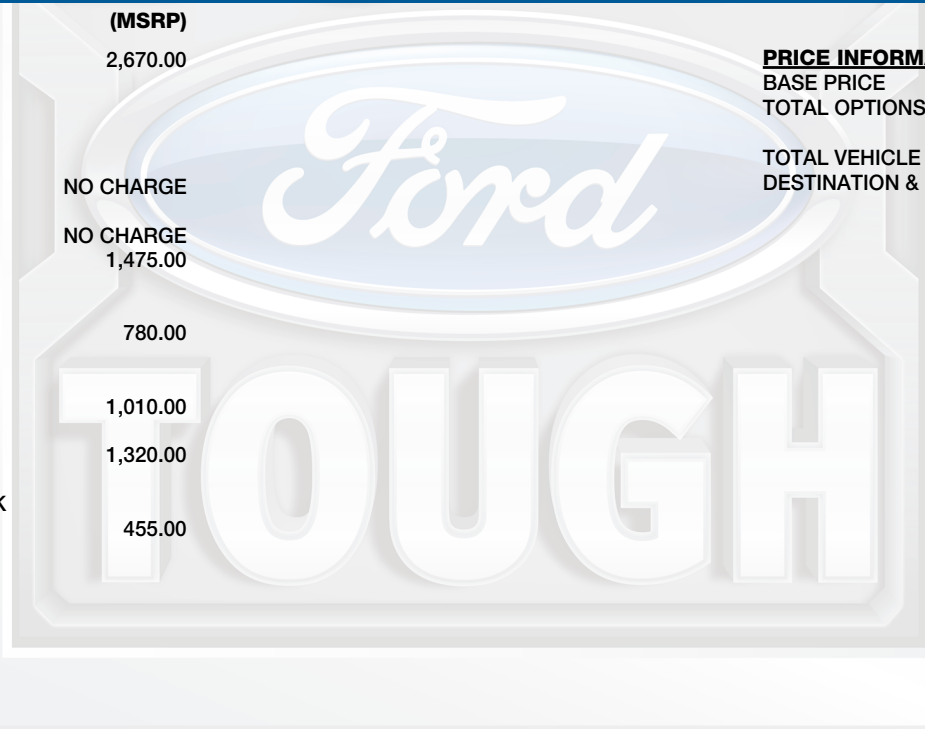 (MSRP)
2,670.00
NO CHARGE
NO CHARGE
1,475.00
780.00
1,010.00
1,320.00
K
455.00
PRICE INFORMA
BASE PRICE
TOTAL OPTIONS
TOTAL VEHICLE
DESTINATION &
Ford
TOUGH